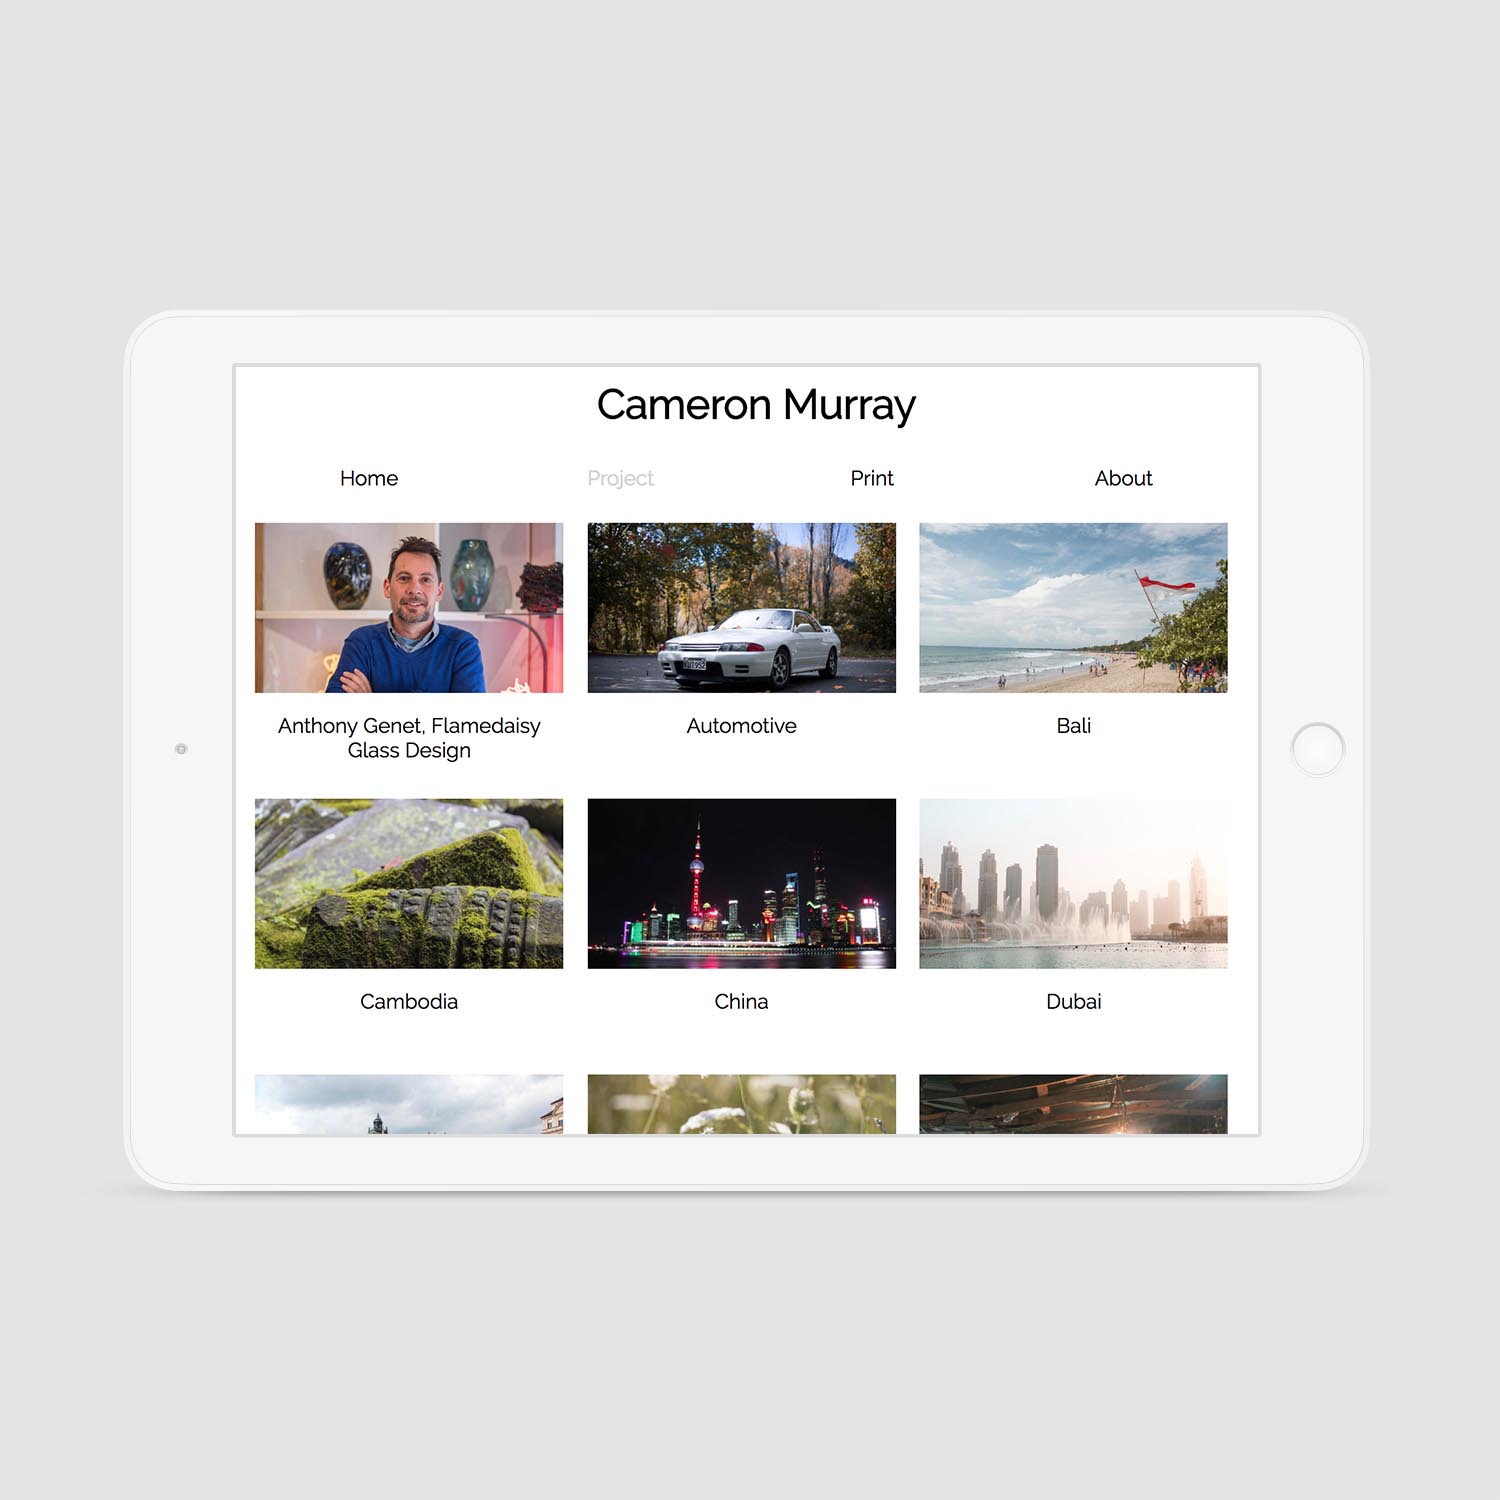 Cameron Murray
Home Project Print About
Anthony Genet, Flamedaisy
Glass Design
Automotive
Bali
Cambodia
China
Dubai